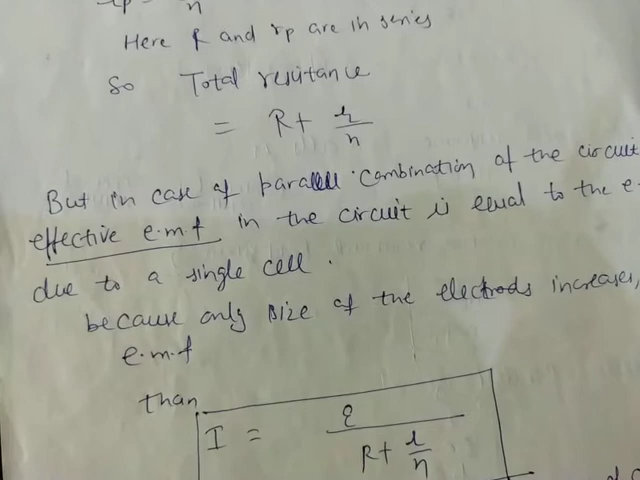 rp = r/n
Here R and rp are in series
So Total resistance
= R + r/n
But in case of parallel combination of the circuit
effective e.m.f in the circuit is equal to the e.
due to a single cell.
because only size of the electrods increases,
e.m.f
than
I = ε / (R + r/n)